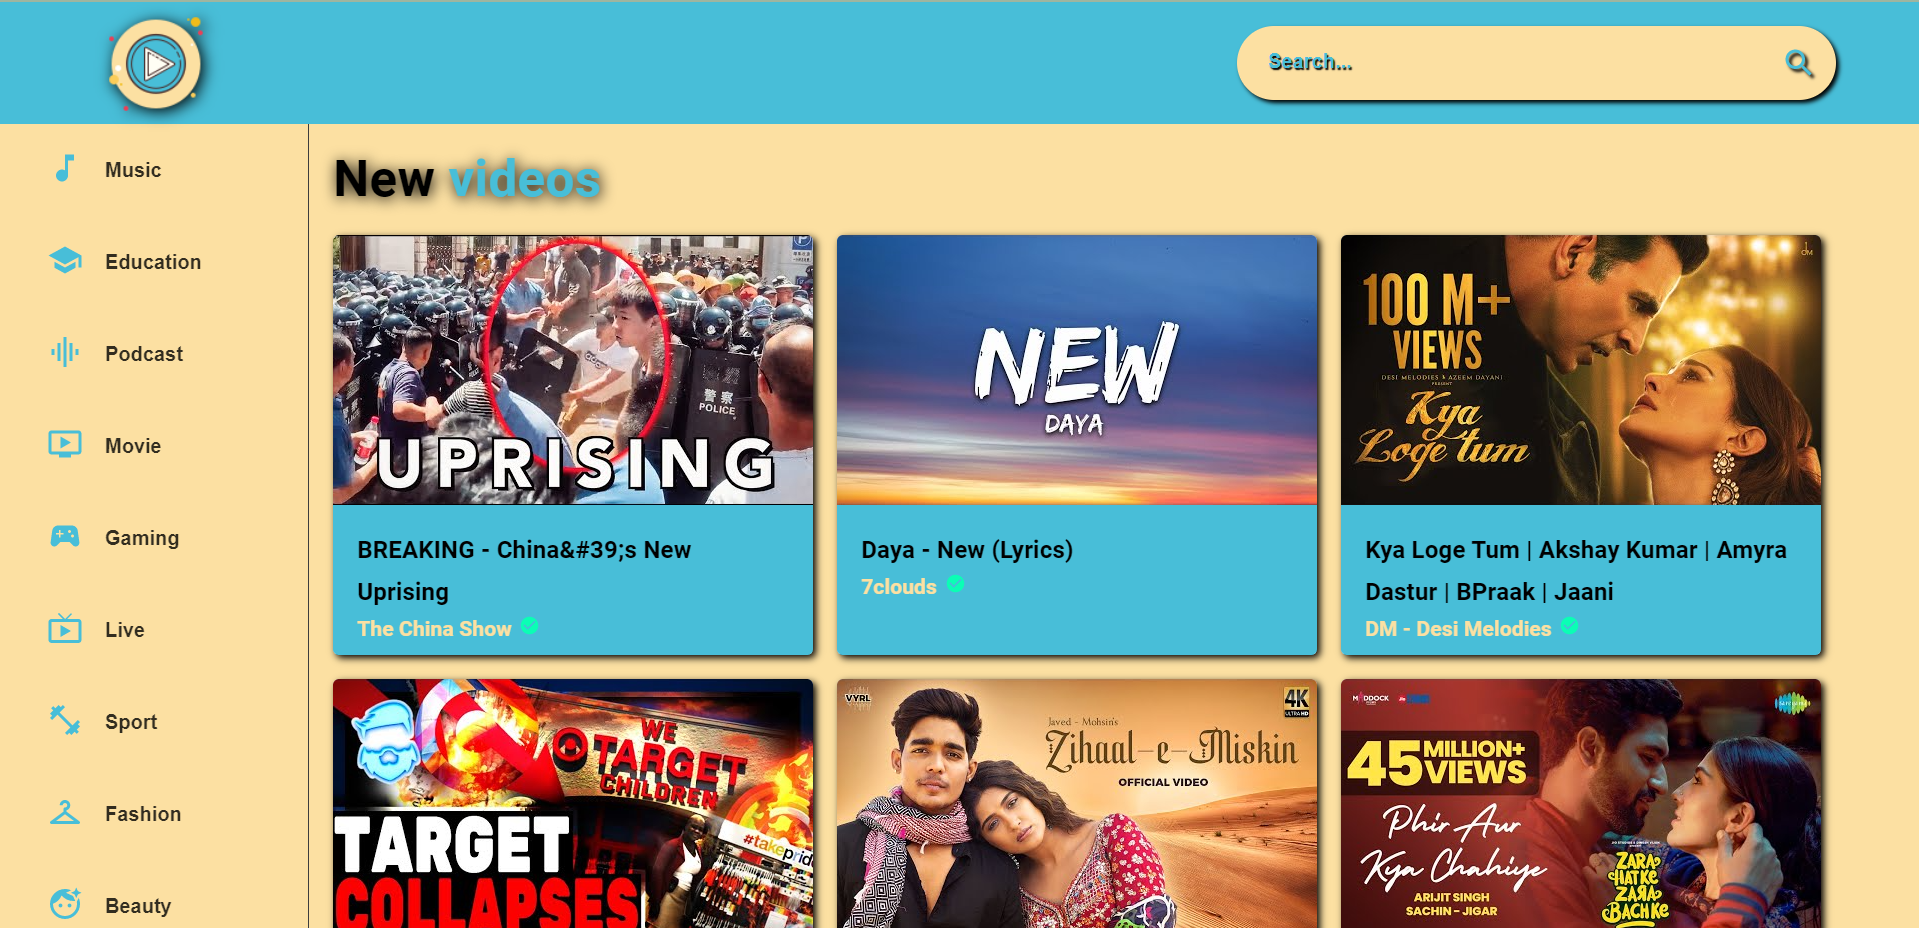 Search...
Music
Education
Podcast
Movie
Gaming
Live
Sport
Fashion
Beauty
New videos
警察
POLICE
UPRISING
BREAKING - China&#39;s New
Uprising
The China Show
NEW
DAYA
Daya - New (Lyrics)
7clouds
100 M+
VIEWS
DESI MELODIES & AZEEM DAYANI
PRESENT
Kya
Loge tum
DM
Kya Loge Tum | Akshay Kumar | Amyra
Dastur | BPraak | Jaani
DM - Desi Melodies
WE
TARGET
CHILDREN
#takepride
TARGET
COLLAPSES
VYRL
4K
ULTRA HD
Javed - Mohsin's
Zihaal-e-Miskin
OFFICIAL VIDEO
MADDOCK
45 MILLION+
VIEWS
Phir Aur
Kya Chahiye
ARIJIT SINGH
SACHIN - JIGAR
ZARA
HATKE
ZARA
BACHKE